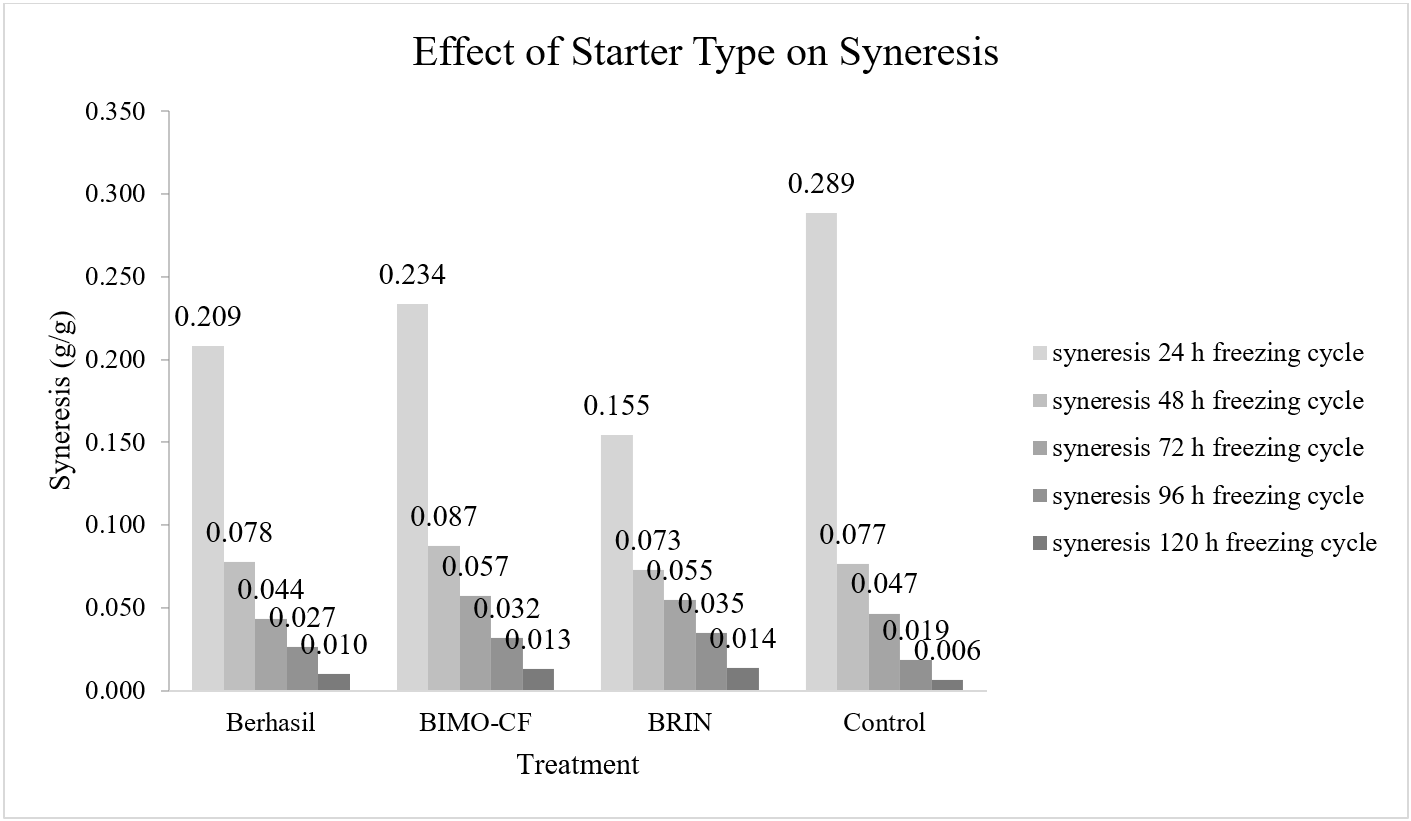 Effect of Starter Type on Syneresis
Syneresis (g/g)
0.350
0.300
0.250
0.200
0.150
0.100
0.050
0.000
0.209
0.078
0.044
0.027
0.010
0.234
0.087
0.057
0.032
0.013
0.155
0.073
0.055
0.035
0.014
0.289
0.077
0.047
0.019
0.006
Berhasil
BIMO-CF
BRIN
Control
Treatment
syneresis 24 h freezing cycle
syneresis 48 h freezing cycle
syneresis 72 h freezing cycle
syneresis 96 h freezing cycle
syneresis 120 h freezing cycle